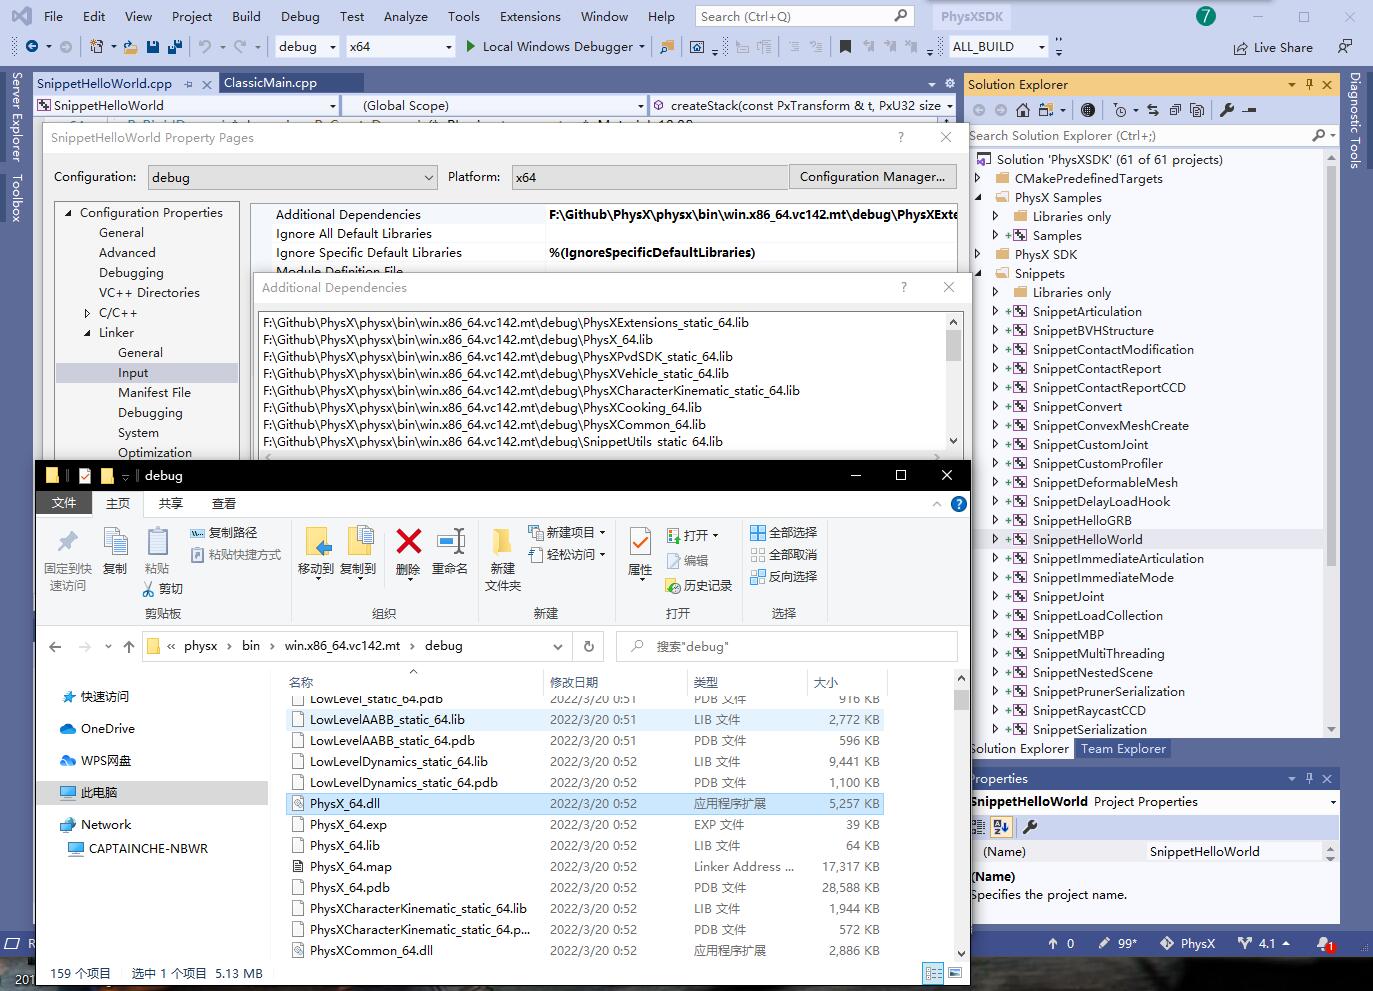 File Edit View Project Build Debug Test Analyze Tools Extensions Window Help Search (Ctrl+Q) PhysXSDK 7
debug x64 Local Windows Debugger ALL_BUILD Live Share
Server Explorer
Toolbox
SnippetHelloWorld.cpp ClassicMain.cpp
SnippetHelloWorld (Global Scope) createStack(const PxTransform & t, PxU32 size
SnippetHelloWorld Property Pages
Configuration: debug Platform: x64 Configuration Manager...
Configuration Properties
General
Advanced
Debugging
VC++ Directories
C/C++
Linker
General
Input
Manifest File
Debugging
System
Optimization
Additional Dependencies F:\Github\PhysX\physx\bin\win.x86_64.vc142.mt\debug\PhysXExte
Ignore All Default Libraries
Ignore Specific Default Libraries %(IgnoreSpecificDefaultLibraries)
Module Definition File
Additional Dependencies
F:\Github\PhysX\physx\bin\win.x86_64.vc142.mt\debug\PhysXExtensions_static_64.lib
F:\Github\PhysX\physx\bin\win.x86_64.vc142.mt\debug\PhysX_64.lib
F:\Github\PhysX\physx\bin\win.x86_64.vc142.mt\debug\PhysXPvdSDK_static_64.lib
F:\Github\PhysX\physx\bin\win.x86_64.vc142.mt\debug\PhysXVehicle_static_64.lib
F:\Github\PhysX\physx\bin\win.x86_64.vc142.mt\debug\PhysXCharacterKinematic_static_64.lib
F:\Github\PhysX\physx\bin\win.x86_64.vc142.mt\debug\PhysXCooking_64.lib
F:\Github\PhysX\physx\bin\win.x86_64.vc142.mt\debug\PhysXCommon_64.lib
F:\Github\PhysX\physx\bin\win.x86_64.vc142.mt\debug\SnippetUtils_static_64.lib
debug
文件 主页 共享 查看
固定到快速访问 复制 粘贴 复制路径 粘贴快捷方式 剪切
移动到 复制到 删除 重命名
新建文件夹 新建项目 轻松访问
属性 打开 编辑 历史记录
全部选择 全部取消 反向选择
剪贴板 组织 新建 打开 选择
« physx › bin › win.x86_64.vc142.mt › debug 搜索"debug"
快速访问
OneDrive
WPS网盘
此电脑
Network
CAPTAINCHE-NBWR
名称 修改日期 类型 大小
LowLevel_static_64.pdb 2022/3/20 0:51 PDB 文件 916 KB
LowLevelAABB_static_64.lib 2022/3/20 0:51 LIB 文件 2,772 KB
LowLevelAABB_static_64.pdb 2022/3/20 0:51 PDB 文件 596 KB
LowLevelDynamics_static_64.lib 2022/3/20 0:52 LIB 文件 9,441 KB
LowLevelDynamics_static_64.pdb 2022/3/20 0:52 PDB 文件 1,100 KB
PhysX_64.dll 2022/3/20 0:52 应用程序扩展 5,257 KB
PhysX_64.exp 2022/3/20 0:52 EXP 文件 39 KB
PhysX_64.lib 2022/3/20 0:52 LIB 文件 64 KB
PhysX_64.map 2022/3/20 0:52 Linker Address ... 17,317 KB
PhysX_64.pdb 2022/3/20 0:52 PDB 文件 28,588 KB
PhysXCharacterKinematic_static_64.lib 2022/3/20 0:52 LIB 文件 1,944 KB
PhysXCharacterKinematic_static_64.p... 2022/3/20 0:52 PDB 文件 572 KB
PhysXCommon_64.dll 2022/3/20 0:52 应用程序扩展 2,886 KB
159 个项目 选中 1 个项目 5.13 MB
Solution Explorer
Search Solution Explorer (Ctrl+;)
Solution 'PhysXSDK' (61 of 61 projects)
CMakePredefinedTargets
PhysX Samples
Libraries only
Samples
PhysX SDK
Snippets
Libraries only
SnippetArticulation
SnippetBVHStructure
SnippetContactModification
SnippetContactReport
SnippetContactReportCCD
SnippetConvert
SnippetConvexMeshCreate
SnippetCustomJoint
SnippetCustomProfiler
SnippetDeformableMesh
SnippetDelayLoadHook
SnippetHelloGRB
SnippetHelloWorld
SnippetImmediateArticulation
SnippetImmediateMode
SnippetJoint
SnippetLoadCollection
SnippetMBP
SnippetMultiThreading
SnippetNestedScene
SnippetPrunerSerialization
SnippetRaycastCCD
SnippetSerialization
Solution Explorer Team Explorer
Diagnostic Tools
Properties
SnippetHelloWorld Project Properties
(Name) SnippetHelloWorld
(Name)
Specifies the project name.
0 99* PhysX 4.1 1